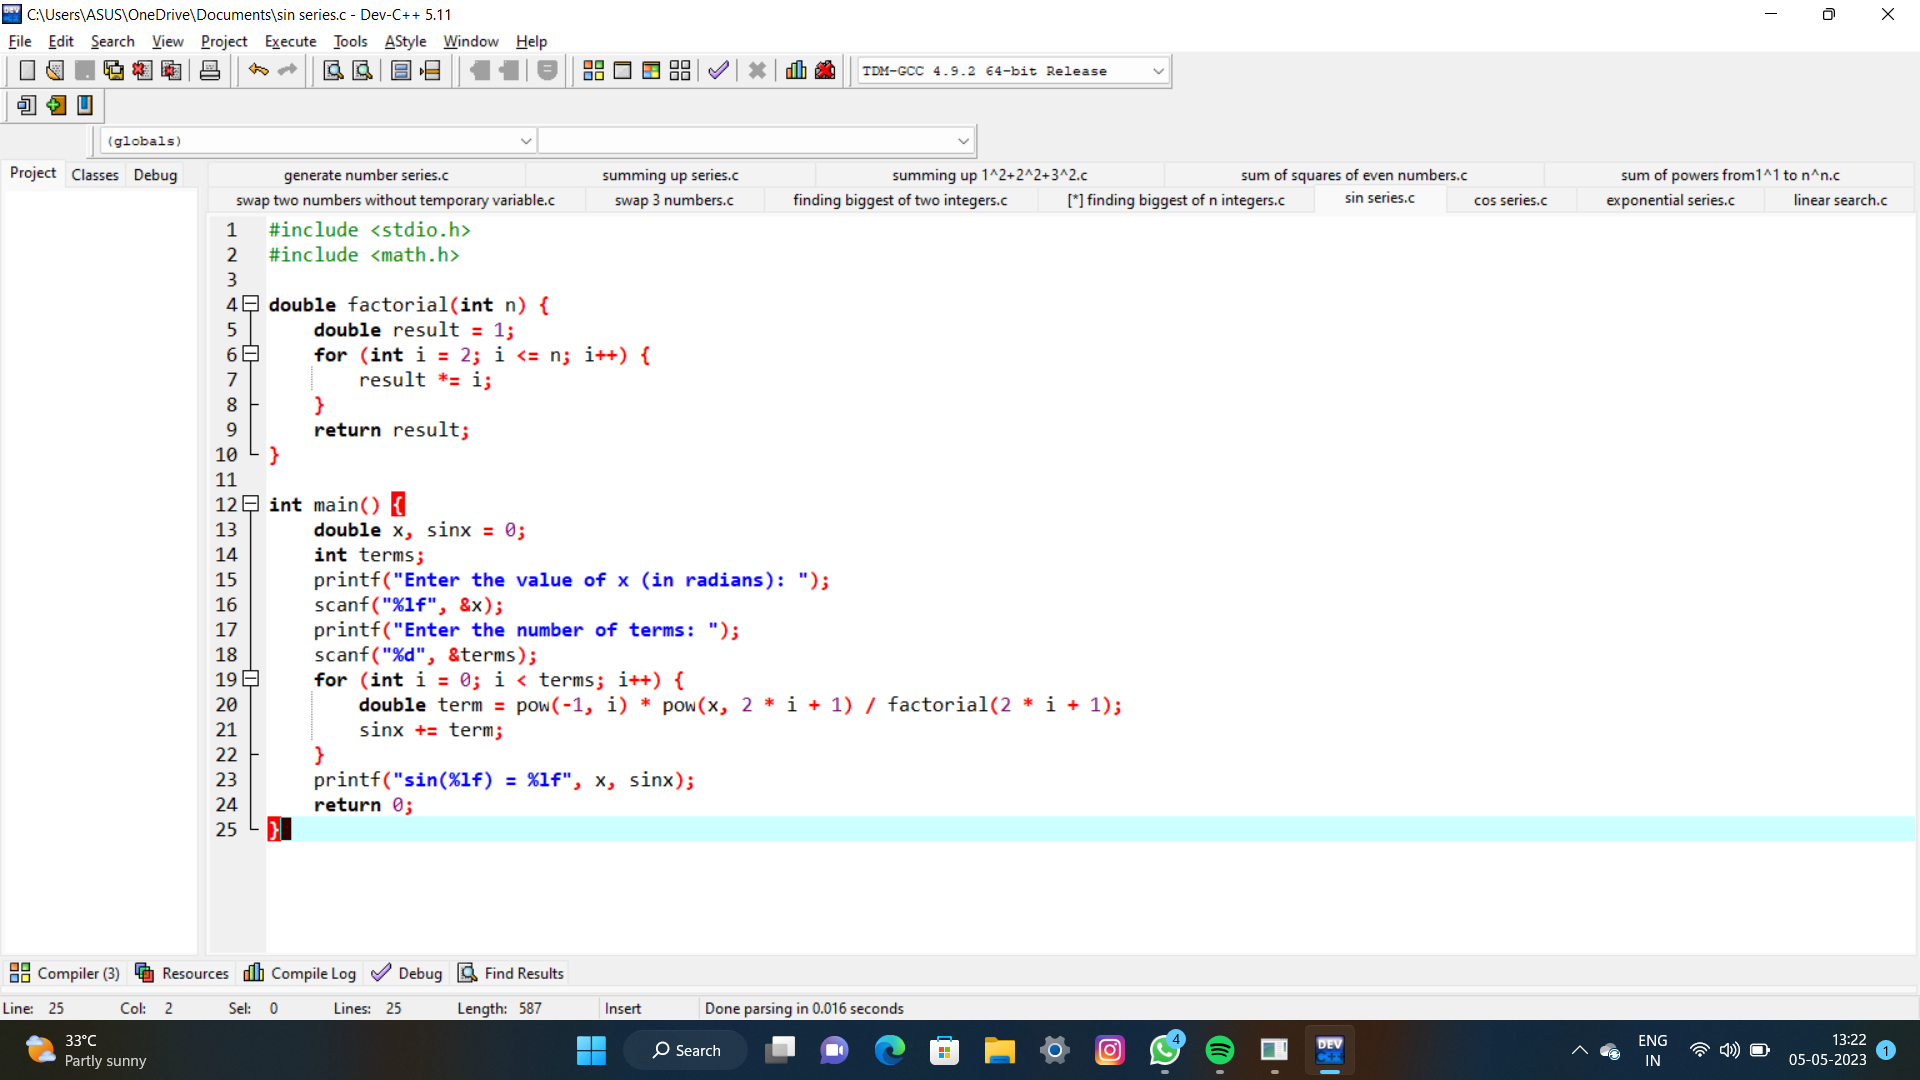 C:\Users\ASUS\OneDrive\Documents\sin series.c - Dev-C++ 5.11
File Edit Search View Project Execute Tools AStyle Window Help
TDM-GCC 4.9.2 64-bit Release
(globals)
Project Classes Debug
generate number series.c summing up series.c summing up 1^2+2^2+3^2.c sum of squares of even numbers.c sum of powers from1^1 to n^n.c
swap two numbers without temporary variable.c swap 3 numbers.c finding biggest of two integers.c [*] finding biggest of n integers.c sin series.c cos series.c exponential series.c linear search.c
1 #include <stdio.h>
2 #include <math.h>
3
4 double factorial(int n) {
5 double result = 1;
6 for (int i = 2; i <= n; i++) {
7 result *= i;
8 }
9 return result;
10 }
11
12 int main() {
13 double x, sinx = 0;
14 int terms;
15 printf("Enter the value of x (in radians): ");
16 scanf("%lf", &x);
17 printf("Enter the number of terms: ");
18 scanf("%d", &terms);
19 for (int i = 0; i < terms; i++) {
20 double term = pow(-1, i) * pow(x, 2 * i + 1) / factorial(2 * i + 1);
21 sinx += term;
22 }
23 printf("sin(%lf) = %lf", x, sinx);
24 return 0;
25 }
Compiler (3) Resources Compile Log Debug Find Results
Line: 25 Col: 2 Sel: 0 Lines: 25 Length: 587 Insert Done parsing in 0.016 seconds
33°C
Partly sunny
Search
4
DEV
C++
ENG
IN
13:22
05-05-2023
1